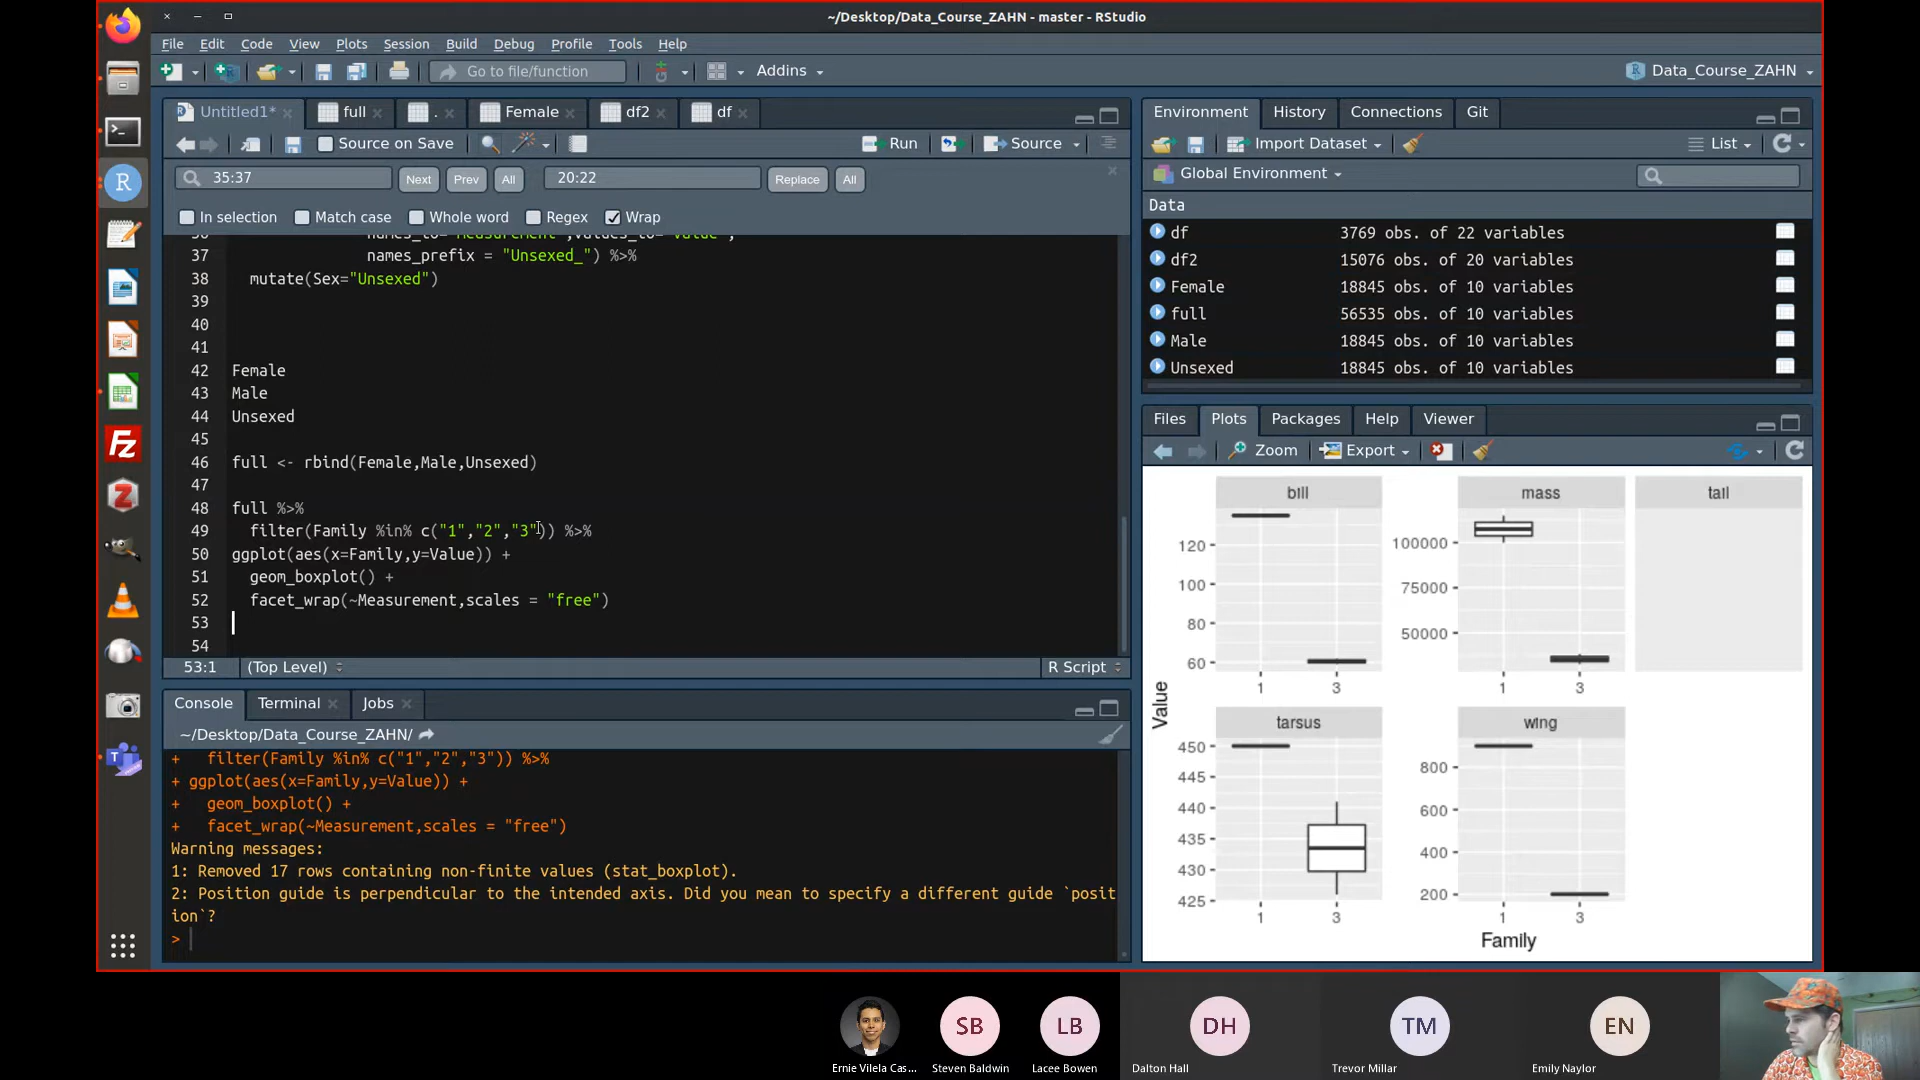 ~/Desktop/Data_Course_ZAHN - master - RStudio
File Edit Code View Plots Session Build Debug Profile Tools Help
Go to file/function Addins Data_Course_ZAHN
Untitled1* full . Female df2 df
Source on Save Run Source
35:37 Next Prev All 20:22 Replace All
In selection Match case Whole word Regex Wrap
37 names_prefix = "Unsexed_") %>%
38 mutate(Sex="Unsexed")
39
40
41
42 Female
43 Male
44 Unsexed
45
46 full <- rbind(Female,Male,Unsexed)
47
48 full %>%
49 filter(Family %in% c("1","2","3")) %>%
50 ggplot(aes(x=Family,y=Value)) +
51 geom_boxplot() +
52 facet_wrap(~Measurement,scales = "free")
53
54
53:1 (Top Level) R Script
Console Terminal Jobs
~/Desktop/Data_Course_ZAHN/
+ filter(Family %in% c("1","2","3")) %>%
+ ggplot(aes(x=Family,y=Value)) +
+ geom_boxplot() +
+ facet_wrap(~Measurement,scales = "free")
Warning messages:
1: Removed 17 rows containing non-finite values (stat_boxplot).
2: Position guide is perpendicular to the intended axis. Did you mean to specify a different guide `posit
ion`?
>
Environment History Connections Git
Import Dataset List
Global Environment
Data
df 3769 obs. of 22 variables
df2 15076 obs. of 20 variables
Female 18845 obs. of 10 variables
full 56535 obs. of 10 variables
Male 18845 obs. of 10 variables
Unsexed 18845 obs. of 10 variables
Files Plots Packages Help Viewer
Zoom Export
bill mass tail
120
100
80
60
1 3
100000
75000
50000
1 3
Value
tarsus wing
450
445
440
435
430
425
1 3
800
600
400
200
1 3
Family
SB LB DH TM EN
Ernie Vilela Cas... Steven Baldwin Lacee Bowen Dalton Hall Trevor Millar Emily Naylor